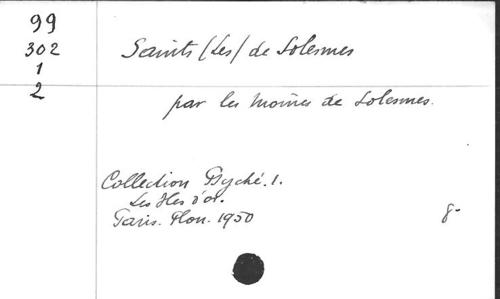 99
302
1
2
Saints (Les) de Solesmes
par les moines de Solesmes.
Collection Psyché. 1.
Les Iles d'or.
Paris. Plon. 1950
8-